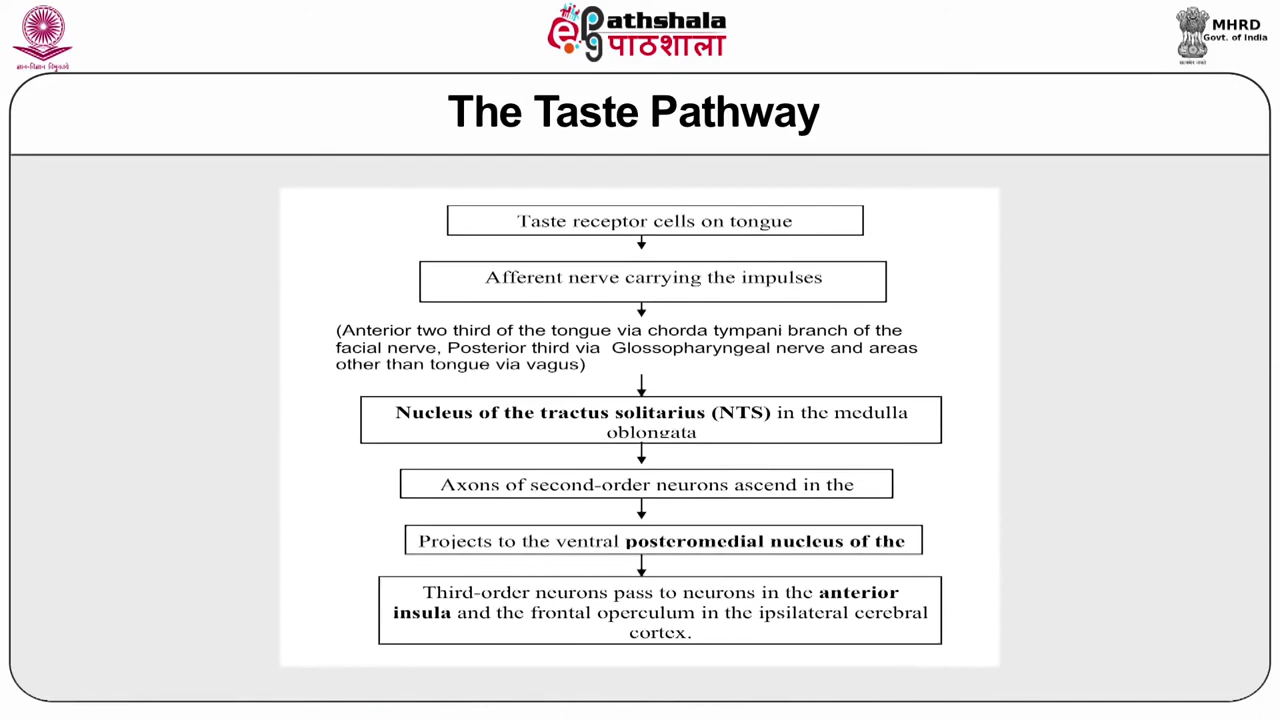 ePathshala
पाठशाला
MHRD
Govt. of India
The Taste Pathway
Taste receptor cells on tongue
Afferent nerve carrying the impulses
(Anterior two third of the tongue via chorda tympani branch of the
facial nerve, Posterior third via Glossopharyngeal nerve and areas
other than tongue via vagus)
Nucleus of the tractus solitarius (NTS) in the medulla
oblongata
Axons of second-order neurons ascend in the
Projects to the ventral posteromedial nucleus of the
Third-order neurons pass to neurons in the anterior
insula and the frontal operculum in the ipsilateral cerebral
cortex.